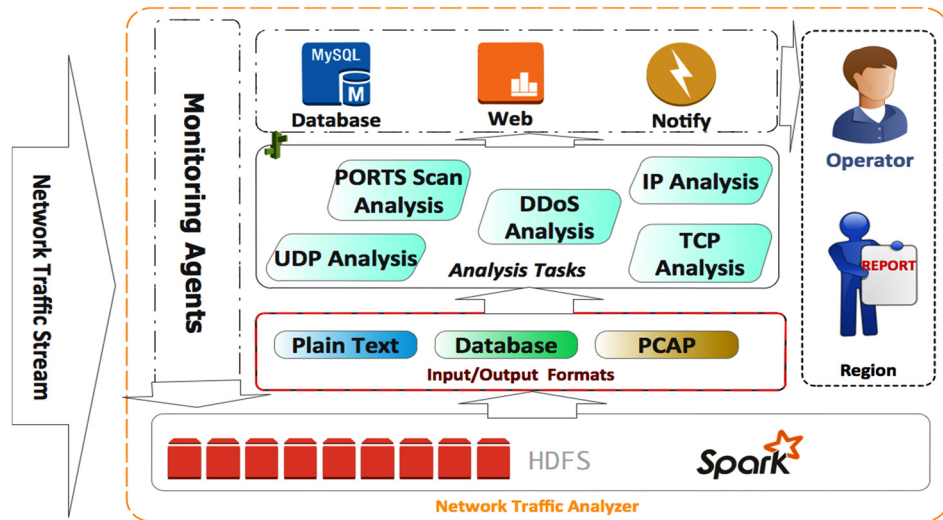 Network Traffic Stream
Monitoring Agents
MySQL
M
Database
Web
Notify
PORTS Scan
Analysis
DDoS
Analysis
IP Analysis
UDP Analysis
TCP
Analysis
Analysis Tasks
Plain Text
Database
PCAP
Input/Output Formats
HDFS
Spark
Network Traffic Analyzer
Operator
REPORT
Region